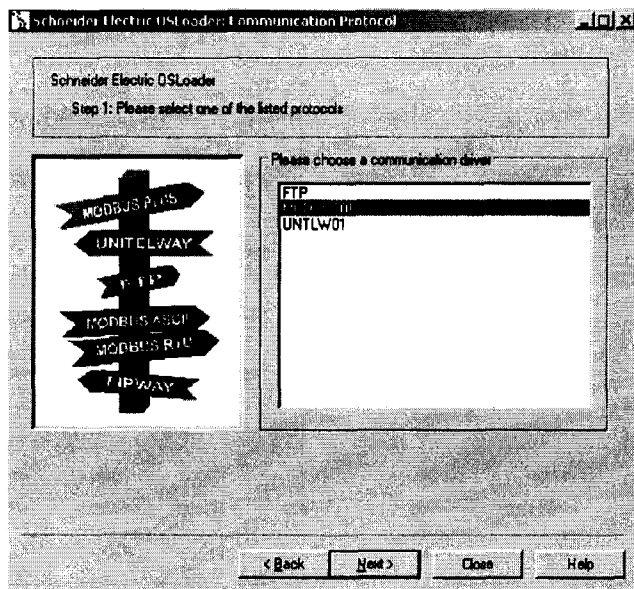 Schneider Electric OSLoader: Communication Protocol
Schneider Electric OSLoader
Step 1: Please select one of the listed protocols
Please choose a communication driver
FTP
UNTLW01
MODBUS PLUS
UNITELWAY
MODBUS ASCII
MODBUS RTU
FIPWAY
< Back
Next >
Close
Help